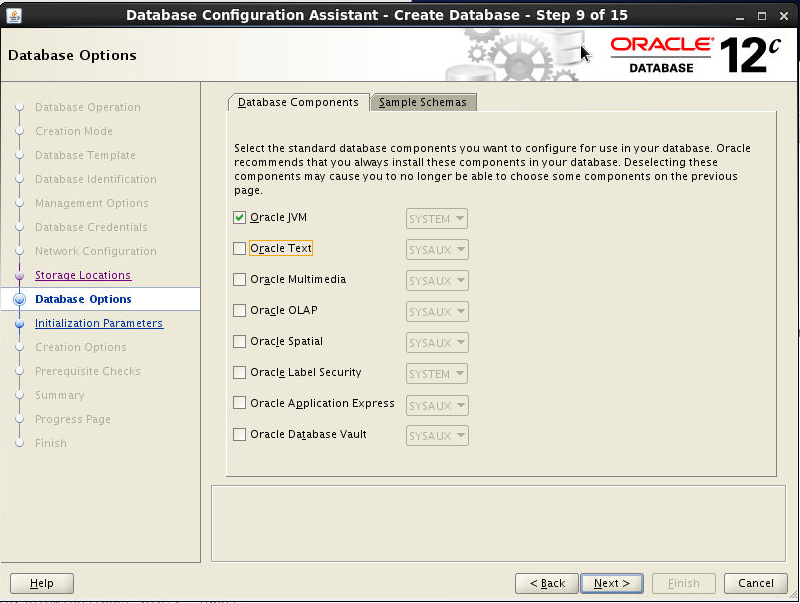 Database Configuration Assistant - Create Database - Step 9 of 15
Database Options
ORACLE
DATABASE
12c
Database Operation
Creation Mode
Database Template
Database Identification
Management Options
Database Credentials
Network Configuration
Storage Locations
Database Options
Initialization Parameters
Creation Options
Prerequisite Checks
Summary
Progress Page
Finish
Database Components
Sample Schemas
Select the standard database components you want to configure for use in your database. Oracle
recommends that you always install these components in your database. Deselecting these
components may cause you to no longer be able to choose some components on the previous
page.
Oracle JVM SYSTEM
Oracle Text SYSAUX
Oracle Multimedia SYSAUX
Oracle OLAP SYSAUX
Oracle Spatial SYSAUX
Oracle Label Security SYSTEM
Oracle Application Express SYSAUX
Oracle Database Vault SYSAUX
Help
< Back
Next >
Finish
Cancel